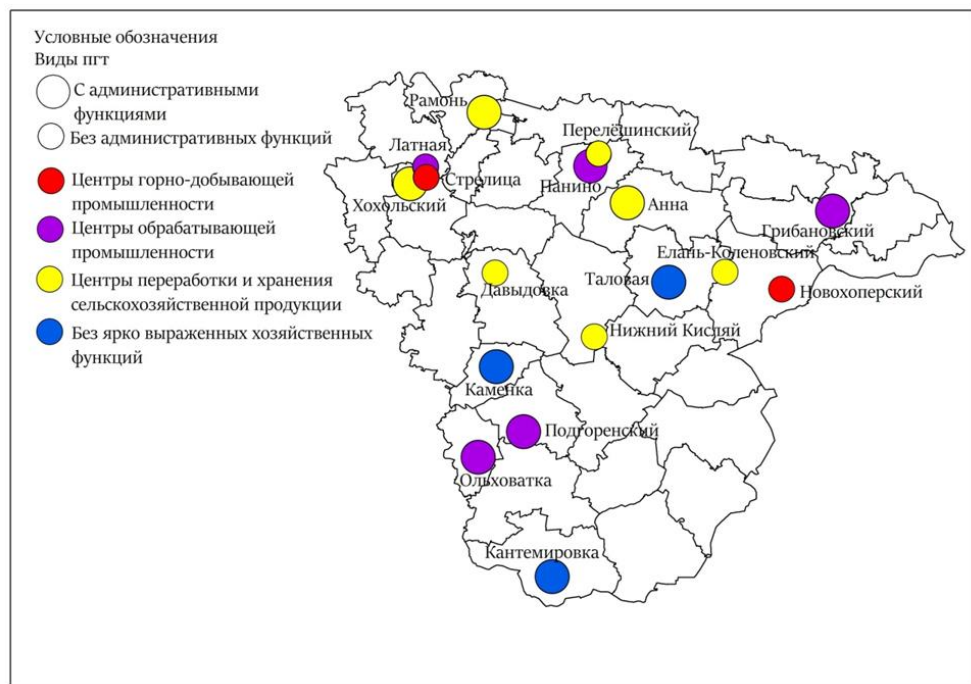 Условные обозначения
Виды пгт
С административными
функциями
Без административных функций
Центры горно-добывающей
промышленности
Центры обрабатывающей
промышленности
Центры переработки и хранения
сельскохозяйственной продукции
Без ярко выраженных хозяйственных
функций
Рамонь
Перелёшинский
Латная
Стрелица
Панино
Хохольский
Анна
Грибановский
Елань-Коленовский
Таловая
Давыдовка
Новохоперский
Нижний Кисляй
Каменка
Подгоренский
Ольховатка
Кантемировка